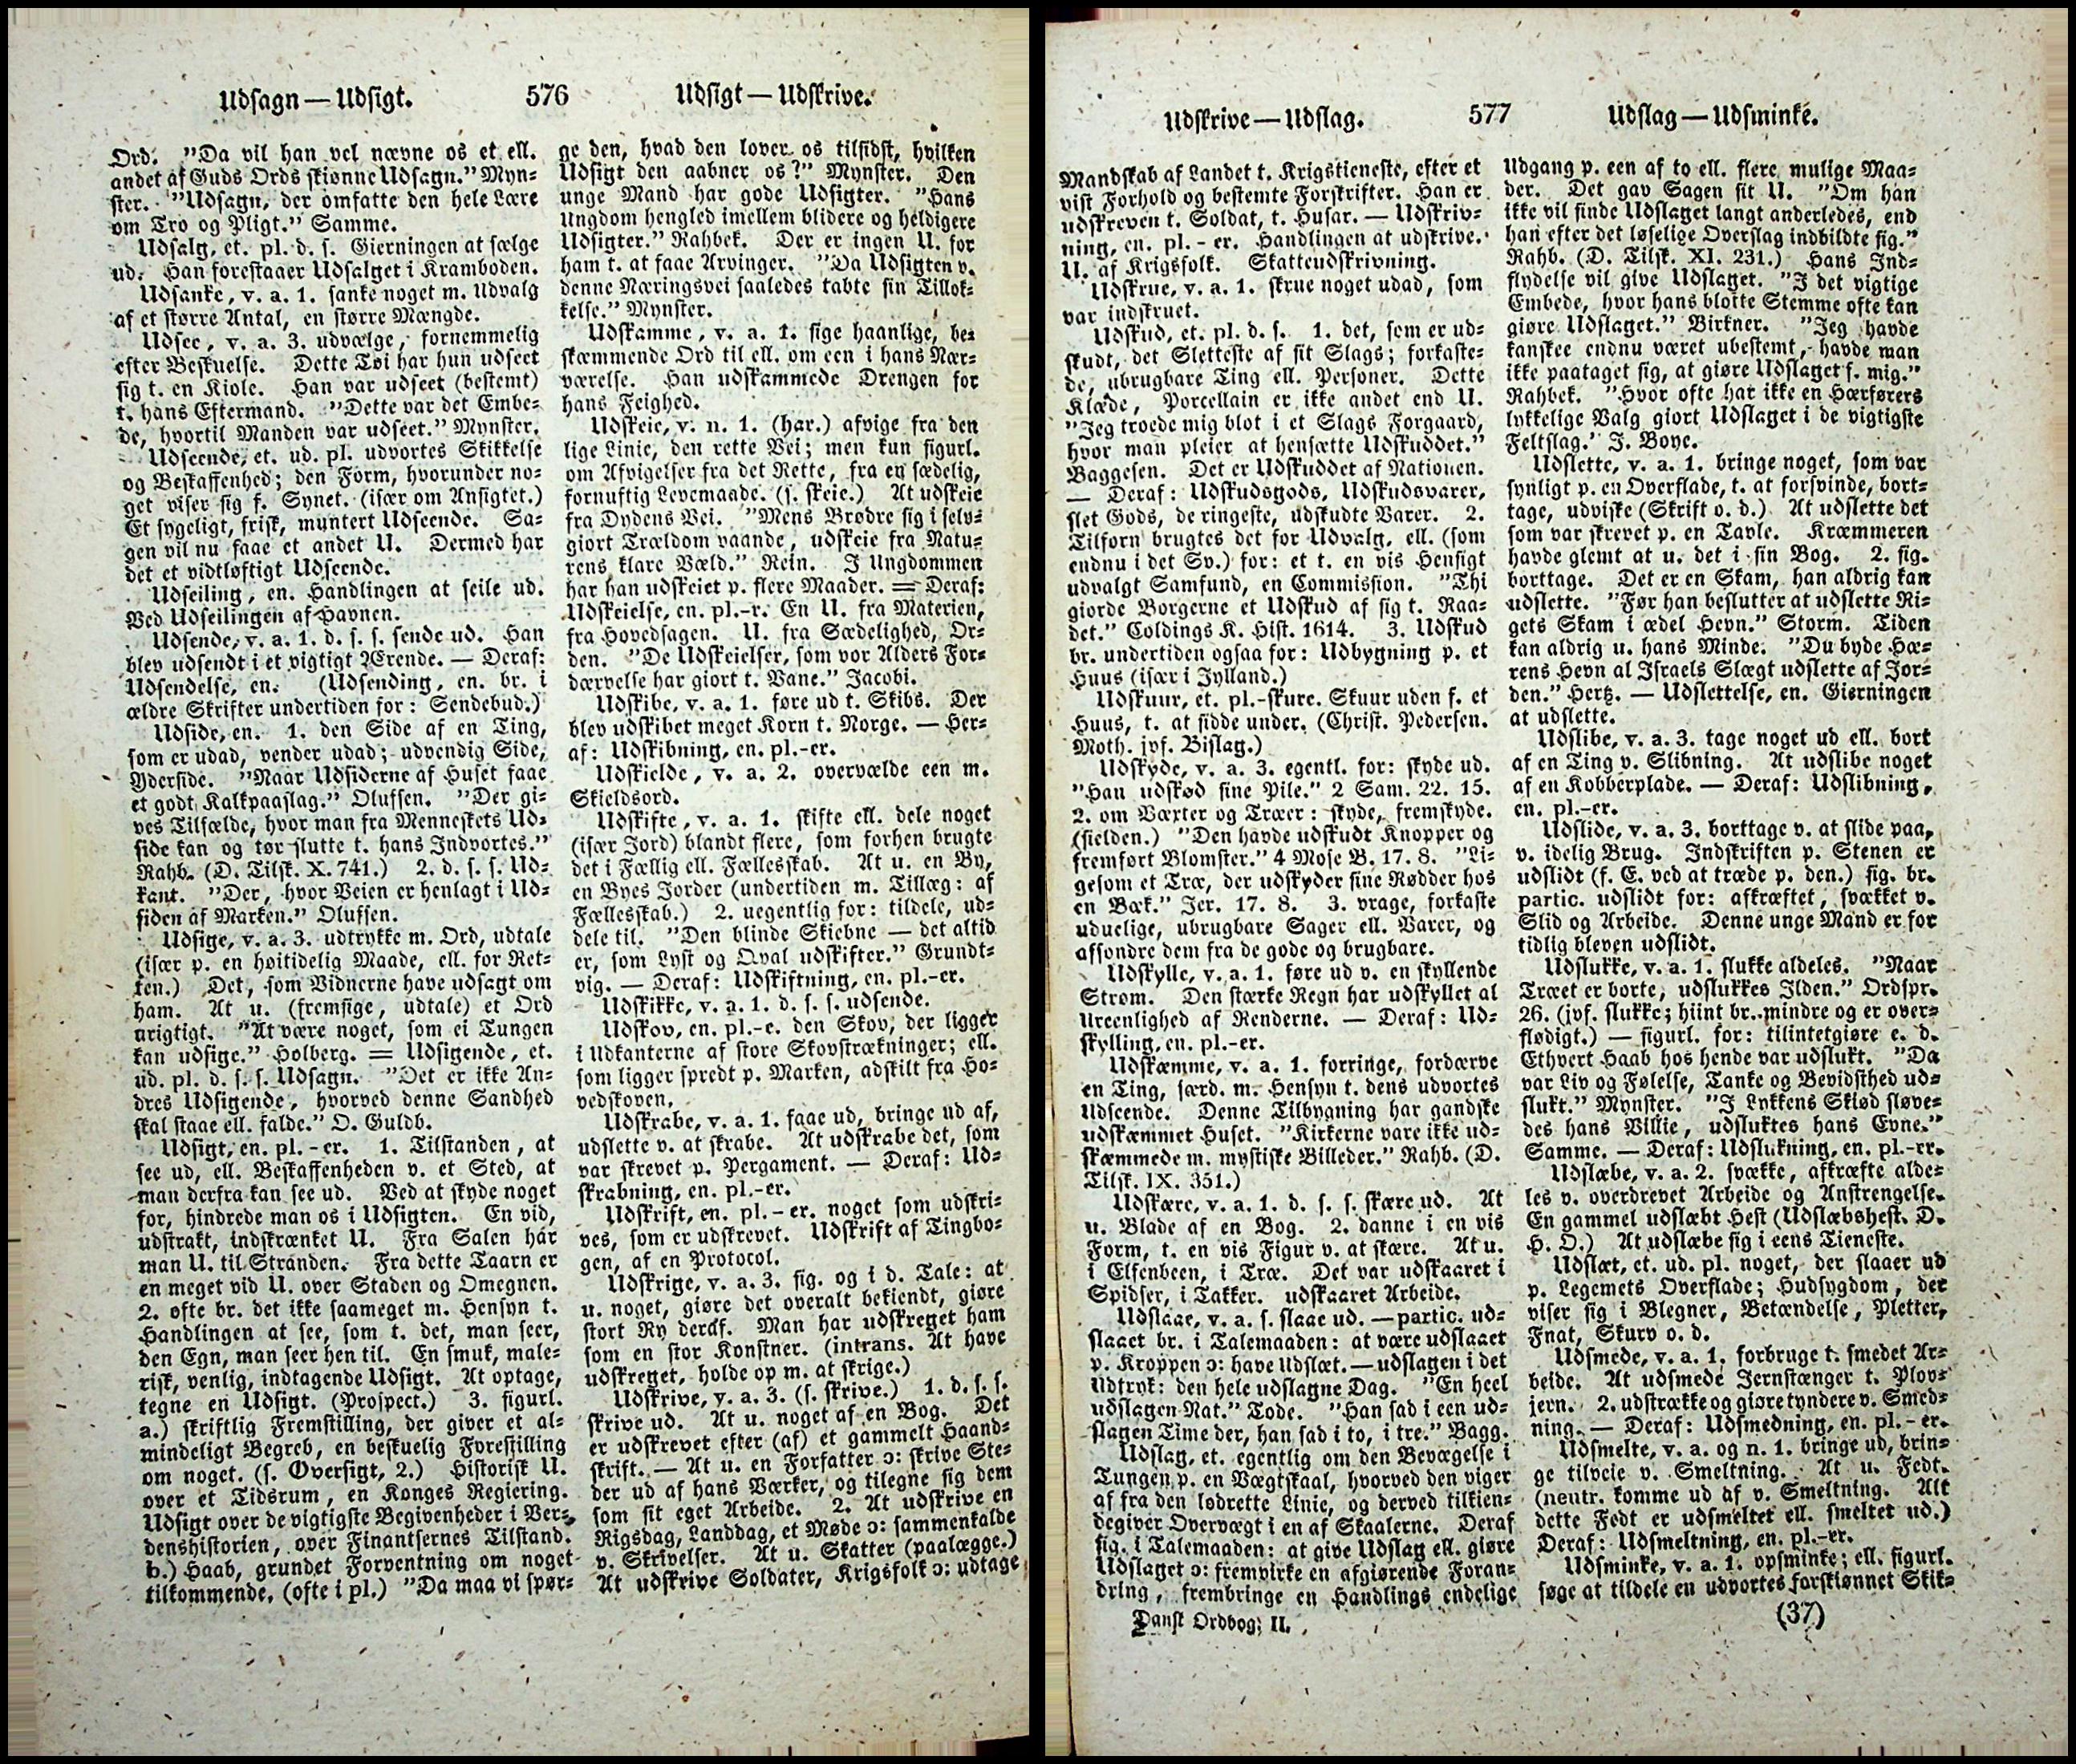 Udsagn — Udsigt.
576
Udsigt — Udskrive.
Ord. "Da vil han vel nævne os et ell.
andet af Guds Ords skiønne Udsagn." Myn-
ster. "Udsagn, der omfatte den hele Lære
om Tro og Pligt." Samme.
Udsalg, et. pl. d. s. Gierningen at sælge
ud. Han forestaaer Udsalget i Kramboden.
Udsanke, v. a. 1. sanke noget m. Udvalg
af et større Antal, en større Mængde.
Udsee, v. a. 3. udvælge, fornemmelig
efter Beskuelse. Dette Tøi har hun udseet
sig t. en Kiole. Han var udseet (bestemt)
t. hans Eftermand. "Dette var det Embe-
de, hvortil Manden var udseet." Mynster.
Udseende, et. ud. pl. udvortes Skikkelse
og Beskaffenhed; den Form, hvorunder no-
get viser sig f. Synet. (især om Ansigtet.)
Et sygeligt, frisk, muntert Udseende. Sa-
gen vil nu faae et andet U. Dermed har
det et vidtløftigt Udseende.
Udseiling, en. Handlingen at seile ud.
Ved Udseilingen af Havnen.
Udsende, v. a. 1. d. s. s. sende ud. Han
blev udsendt i et vigtigt Ærende. — Deraf:
Udsendelse, en. (Udsending, en. br. i
ældre Skrifter undertiden for: Sendebud.)
Udside, en. 1. den Side af en Ting,
som er udad, vender udad; udvendig Side,
Yderside. "Naar Udsiderne af Huset faae
et godt Kalkpaaslag." Olufsen. "Der gi-
ves Tilfælde, hvor man fra Menneskets Ud-
side kan og tør slutte t. hans Indvortes."
Rahb. (D. Tilsk. X. 741.) 2. d. s. s. Ud-
kant. "Der, hvor Veien er henlagt i Ud-
siden af Marken." Olufsen.
Udsige, v. a. 3. udtrykke m. Ord, udtale
(især p. en høitidelig Maade, ell. for Ret-
ten.) Det, som Vidnerne have udsagt om
ham. At u. (fremsige, udtale) et Ord
urigtigt. "At være noget, som ei Tungen
kan udsige." Holberg. = Udsigende, et.
ud. pl. d. s. s. Udsagn. "Det er ikke An-
dres Udsigende, hvorved denne Sandhed
skal staae ell. falde." O. Guldb.
Udsigt, en. pl. - er. 1. Tilstanden, at
see ud, ell. Beskaffenheden v. et Sted, at
man derfra kan see ud. Ved at skyde noget
for, hindrede man os i Udsigten. En vid,
udstrakt, indskrænket U. Fra Salen har
man U. til Stranden. Fra dette Taarn er
en meget vid U. over Staden og Omegnen.
2. ofte br. det ikke saameget m. Hensyn t.
Handlingen at see, som t. det, man seer,
den Egn, man seer hen til. En smuk, male-
risk, venlig, indtagende Udsigt. At optage,
tegne en Udsigt. (Prospect.) 3. figurl.
a.) skriftlig Fremstilling, der giver et al-
mindeligt Begreb, en beskuelig Forestilling
om noget. (s. Oversigt, 2.) Historisk U.
over et Tidsrum, en Konges Regiering.
Udsigt over de vigtigste Begivenheder i Ver-
denshistorien, over Finantsernes Tilstand.
b.) Haab, grundet Forventning om noget
tilkommende. (ofte i pl.) "Da maa vi spør-
ge den, hvad den lover os tilsidst, hvilken
Udsigt den aabner os?" Mynster. Den
unge Mand har gode Udsigter. "Hans
Ungdom hengled imellem blidere og heldigere
Udsigter." Rahbek. Der er ingen U. for
ham t. at faae Arvinger. "Da Udsigten v.
denne Næringsvei saaledes tabte sin Tillok-
kelse." Mynster.
Udskamme, v. a. 1. sige haanlige, be-
skæmmende Ord til ell. om een i hans Nær-
værelse. Han udskammede Drengen for
hans Feighed.
Udskeie, v. n. 1. (har.) afvige fra den
lige Linie, den rette Vei; men kun figurl.
om Afvigelser fra det Rette, fra en sædelig,
fornuftig Levemaade. (s. skeie.) At udskeie
fra Dydens Vei. "Mens Brødre sig i selv-
giort Trældom vaande, udskeie fra Natu-
rens klare Væld." Rein. I Ungdommen
har han udskeiet p. flere Maader. = Deraf:
Udskeielse, en. pl.-r. En U. fra Materien,
fra Hovedsagen. U. fra Sædelighed, Or-
den. "De Udskeielser, som vor Alders For-
dærvelse har giort t. Vane." Jacobi.
Udskibe, v. a. 1. føre ud t. Skibs. Der
blev udskibet meget Korn t. Norge. — Her-
af: Udskibning, en. pl.-er.
Udskielde, v. a. 2. overvælde een m.
Skieldsord.
Udskifte, v. a. 1. skifte ell. dele noget
(især Jord) blandt flere, som forhen brugte
det i Fællig ell. Fællesskab. At u. en By,
en Byes Jorder (undertiden m. Tillæg: af
Fællesskab.) 2. uegentlig for: tildele, ud-
dele til. "Den blinde Skiebne — det altid
er, som Lyst og Qval udskifter." Grundt-
vig. — Deraf: Udskiftning, en. pl.-er.
Udskikke, v. a. 1. d. s. s. udsende.
Udskov, en. pl.-e. den Skov, der ligger
i Udkanterne af store Skovstrækninger; ell.
som ligger spredt p. Marken, adskilt fra Ho-
vedskoven.
Udskrabe, v. a. 1. faae ud, bringe ud af,
udslette v. at skrabe. At udskrabe det, som
var skrevet p. Pergament. — Deraf: Ud-
skrabning, en. pl.-er.
Udskrift, en. pl. - er. noget som udskri-
ves, som er udskrevet. Udskrift af Tingbo-
gen, af en Protocol.
Udskrige, v. a. 3. fig. og i d. Tale: at
u. noget, giøre det overalt bekiendt, giøre
stort Ry deraf. Man har udskreget ham
som en stor Konstner. (intrans. At have
udskreget, holde op m. at skrige.)
Udskrive, v. a. 3. (s. skrive.) 1. d. s. s.
skrive ud. At u. noget af en Bog. Det
er udskrevet efter (af) et gammelt Haand-
skrift. — At u. en Forfatter ɔ: skrive Ste-
der ud af hans Værker, og tilegne sig dem
som sit eget Arbeide. 2. At udskrive en
Rigsdag, Landdag, et Møde ɔ: sammenkalde
v. Skrivelser. At u. Skatter (paalægge.)
At udskrive Soldater, Krigsfolk ɔ: udtage
Udskrive — Udslag.
577
Udslag — Udsminke.
Mandskab af Landet t. Krigstieneste, efter et
vist Forhold og bestemte Forskrifter. Han er
udskreven t. Soldat, t. Husar. — Udskriv-
ning, en. pl. - er. Handlingen at udskrive.
U. af Krigsfolk. Skatteudskrivning.
Udskrue, v. a. 1. skrue noget udad, som
var indskruet.
Udskud, et. pl. d. s. 1. det, som er ud-
skudt, det Sletteste af sit Slags; forkaste-
de, ubrugbare Ting ell. Personer. Dette
Klæde, Porcellain er ikke andet end U.
"Jeg troede mig blot i et Slags Forgaard,
hvor man pleier at hensætte Udskuddet."
Baggesen. Det er Udskuddet af Nationen.
— Deraf: Udskudsgods, Udskudsvarer,
slet Gods, de ringeste, udskudte Varer. 2.
Tilforn brugtes det for Udvalg, ell. (som
endnu i det Sv.) for: et t. en vis Hensigt
udvalgt Samfund, en Commission. "Thi
giorde Borgerne et Udskud af sig t. Raa-
det." Coldings K. Hist. 1614. 3. Udskud
br. undertiden ogsaa for: Udbygning p. et
Huus (især i Jylland.)
Udskuur, et. pl.-skure. Skuur uden f. et
Huus, t. at sidde under. (Christ. Pedersen.
Moth. jvf. Bislag.)
Udskyde, v. a. 3. egentl. for: skyde ud.
"Han udskød sine Pile." 2 Sam. 22. 15.
2. om Værter og Træer: skyde, fremskyde.
(sielden.) "Den havde udskudt Knopper og
fremført Blomster." 4 Mose B. 17. 8. "Li-
gesom et Træ, der udskyder sine Rødder hos
en Bæk." Jer. 17. 8. 3. vrage, forkaste
uduelige, ubrugbare Sager ell. Varer, og
affondre dem fra de gode og brugbare.
Udskylle, v. a. 1. føre ud v. en skyllende
Strøm. Den stærke Regn har udskyllet al
Ureenlighed af Renderne. — Deraf: Ud-
skylling, en. pl.-er.
Udskæmme, v. a. 1. forringe, fordærve
en Ting, særd. m. Hensyn t. dens udvortes
Udseende. Denne Tilbygning har gandske
udskæmmet Huset. "Kirkerne vare ikke ud-
skæmmede m. mystiske Billeder." Rahb. (D.
Tilsk. IX. 351.)
Udskære, v. a. 1. d. s. s. skære ud. At
u. Blade af en Bog. 2. danne i en vis
Form, t. en vis Figur v. at skære. At u.
i Elfenbeen, i Træ. Det var udskaaret i
Spidser, i Takker. udskaaret Arbeide.
Udslaae, v. a. s. slaae ud. — partic. ud-
slaaet br. i Talemaaden: at være udslaaet
p. Kroppen ɔ: have Udslæt. — udslagen i det
Udtryk: den hele udslagne Dag. "En heel
udslagen Nat." Tode. "Han sad i een ud-
slagen Time der, han sad i to, i tre." Bagg.
Udslag, et. egentlig om den Bevægelse i
Tungen p. en Vægtskaal, hvorved den viger
af fra den lodrette Linie, og derved tilkien-
degiver Overvægt i en af Skaalerne. Deraf
fig. i Talemaaden: at give Udslag ell. giøre
Udslaget ɔ: fremvirke en afgiørende Foran-
dring, frembringe en Handlings endelige
Dansk Ordbog; II.
Udgang p. een af to ell. flere mulige Maa-
der. Det gav Sagen sit U. "Om han
ikke vil finde Udslaget langt anderledes, end
han efter det løselige Overslag indbildte sig."
Rahb. (D. Tilsk. XI. 231.) Hans Ind-
flydelse vil give Udslaget. "I det vigtige
Embede, hvor hans blotte Stemme ofte kan
giøre Udslaget." Birkner. "Jeg havde
kanskee endnu været ubestemt, havde man
ikke paataget sig, at giøre Udslaget f. mig."
Rahbek. "Hvor ofte har ikke en Hærførers
lykkelige Valg giort Udslaget i de vigtigste
Feltslag." J. Boye.
Udslette, v. a. 1. bringe noget, som var
synligt p. en Overflade, t. at forsvinde, bort-
tage, udviske (Skrift o. d.) At udslette det
som var skrevet p. en Tavle. Kræmmeren
havde glemt at u. det i sin Bog. 2. fig.
borttage. Det er en Skam, han aldrig kan
udslette. "Før han beslutter at udslette Ri-
gets Skam i ædel Hevn." Storm. Tiden
kan aldrig u. hans Minde. "Du byde Hæ-
rens Hevn al Israels Slægt udslette af Jor-
den." Hertz. — Udslettelse, en. Gierningen
at udslette.
Udslibe, v. a. 3. tage noget ud ell. bort
af en Ting v. Slibning. At udslibe noget
af en Kobberplade. — Deraf: Udslibning,
en. pl.-er.
Udslide, v. a. 3. borttage v. at slide paa,
v. idelig Brug. Indskriften p. Stenen er
udslidt (f. E. ved at træde p. den.) fig. br.
partic. udslidt for: afkræftet, svækket v.
Slid og Arbeide. Denne unge Mand er for
tidlig bleven udslidt.
Udslukke, v. a. 1. slukke aldeles. "Naar
Træet er borte, udslukkes Ilden." Ordspr.
26. (jvf. slukke; hiint br. mindre og er over-
flødigt.) — figurl. for: tilintetgiøre e. d.
Ethvert Haab hos hende var udslukt. "Da
var Liv og Følelse, Tanke og Bevidsthed ud-
slukt." Mynster. "I Lykkens Skiød sløve-
des hans Villie, udsluktes hans Evne."
Samme. — Deraf: Udslukning, en. pl.-er.
Udslæbe, v. a. 2. svække, afkræfte alde-
les v. overdrevet Arbeide og Anstrengelse.
En gammel udslæbt Hest (Udslæbshest. D.
H. O.) At udslæbe sig i eens Tieneste.
Udslæt, et. ud. pl. noget, der slaaer ud
p. Legemets Overflade; Hudsygdom, der
viser sig i Blegner, Betændelse, Pletter,
Fnat, Skurv o. d.
Udsmede, v. a. 1. forbruge t. smedet Ar-
beide. At udsmede Jernstænger t. Plov-
jern. 2. udstrække og giøre tyndere v. Smed-
ning. — Deraf: Udsmedning, en. pl. - er.
Udsmelte, v. a. og n. 1. bringe ud, brin-
ge tilveie v. Smeltning. At u. Fedt.
(neutr. komme ud af v. Smeltning. Alt
dette Fedt er udsmeltet ell. smeltet ud.)
Deraf: Udsmeltning, en. pl.-er.
Udsminke, v. a. 1. opsminke; ell. figurl.
søge at tildele en udvortes forskiønnet Skik-
(37)